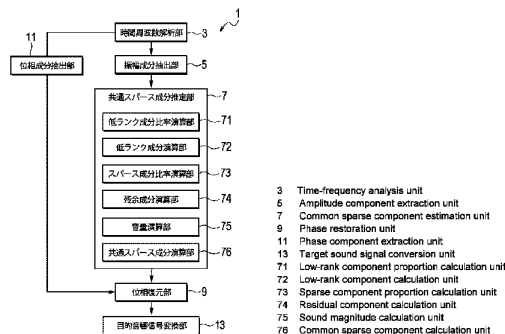 1
11
時間周波数解析部
3
位相成分抽出部
振幅成分抽出部
5
共通スパース成分推定部
7
低ランク成分比率演算部
71
低ランク成分演算部
72
スパース成分比率演算部
73
残余成分演算部
74
音量演算部
75
共通スパース成分演算部
76
位相復元部
9
目的音響信号変換部
13
3 Time-frequency analysis unit
5 Amplitude component extraction unit
7 Common sparse component estimation unit
9 Phase restoration unit
11 Phase component extraction unit
13 Target sound signal conversion unit
71 Low-rank component proportion calculation unit
72 Low-rank component calculation unit
73 Sparse component proportion calculation unit
74 Residual component calculation unit
75 Sound magnitude calculation unit
76 Common sparse component calculation unit